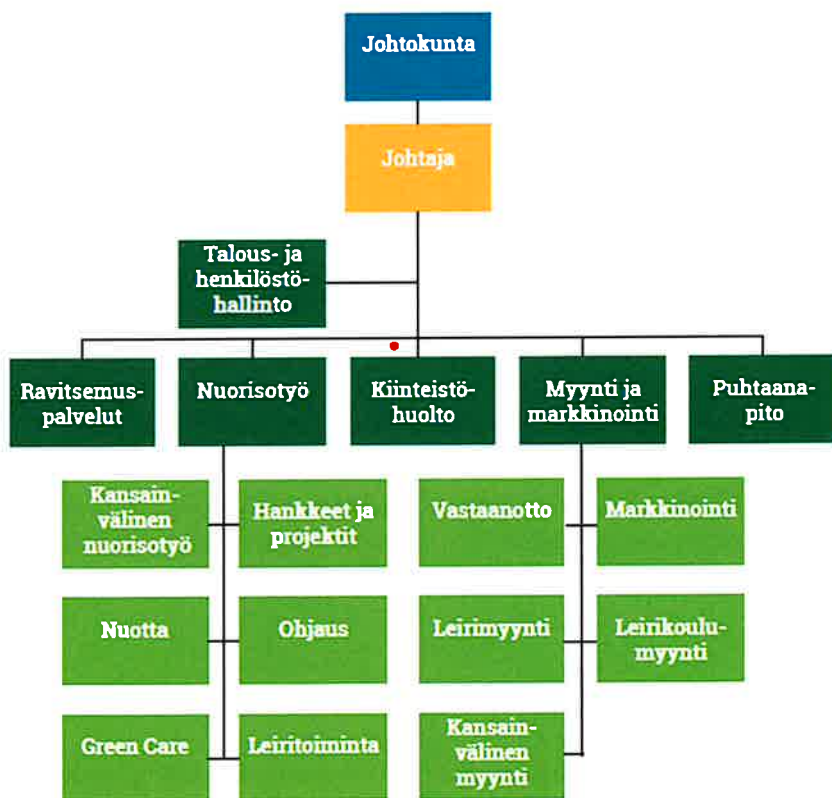 Johtokunta
Johtaja
Talous- ja
henkilöstö-
hallinto
Ravitsemus-
palvelut
Nuorisotyö
Kiinteistö-
huolto
Myynti ja
markkinointi
Puhtaana-
pito
Kansain-
välinen
nuorisotyö
Hankkeet ja
projektit
Vastaanotto
Markkinointi
Nuotta
Ohjaus
Leirimyynti
Leirikoulu-
myynti
Green Care
Leiritoiminta
Kansain-
välinen
myynti